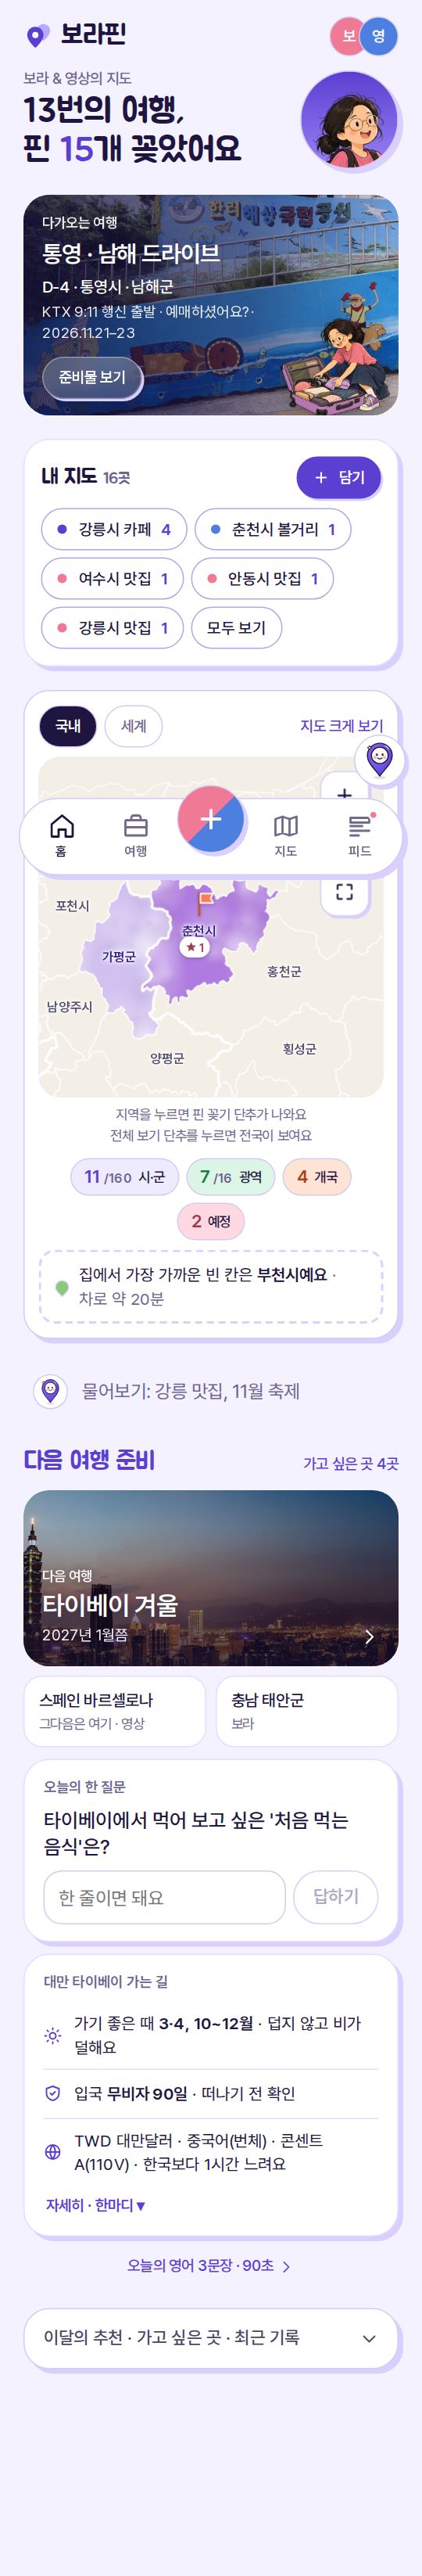 보라핀
보 영
보라 & 영상의 지도
13번의 여행,
핀 15개 꽂았어요
한려해상국립공원
다가오는 여행
통영 · 남해 드라이브
D-4 · 통영시 · 남해군
KTX 9:11 행신 출발 · 예매하셨어요? ·
2026.11.21–23
준비물 보기
내 지도 16곳
+ 담기
강릉시 카페 4
춘천시 볼거리 1
여수시 맛집 1
안동시 맛집 1
강릉시 맛집 1
모두 보기
국내
세계
지도 크게 보기
+
홈
여행
+
지도
피드
포천시
춘천시
★ 1
가평군
홍천군
남양주시
횡성군
양평군
지역을 누르면 핀 꽂기 단추가 나와요
전체 보기 단추를 누르면 전국이 보여요
11 /160 시·군
7 /16 광역
4 개국
2 예정
집에서 가장 가까운 빈 칸은 부천시예요 ·
차로 약 20분
물어보기: 강릉 맛집, 11월 축제
다음 여행 준비
가고 싶은 곳 4곳
다음 여행
타이베이 겨울
2027년 1월쯤
스페인 바르셀로나
그다음은 여기 · 영상
충남 태안군
보라
오늘의 한 질문
타이베이에서 먹어 보고 싶은 '처음 먹는
음식'은?
한 줄이면 돼요
답하기
대만 타이베이 가는 길
가기 좋은 때 3·4, 10~12월 · 덥지 않고 비가
덜해요
입국 무비자 90일 · 떠나기 전 확인
TWD 대만달러 · 중국어(번체) · 콘센트
A(110V) · 한국보다 1시간 느려요
자세히 · 한마디 ▾
오늘의 영어 3문장 · 90초
이달의 추천 · 가고 싶은 곳 · 최근 기록